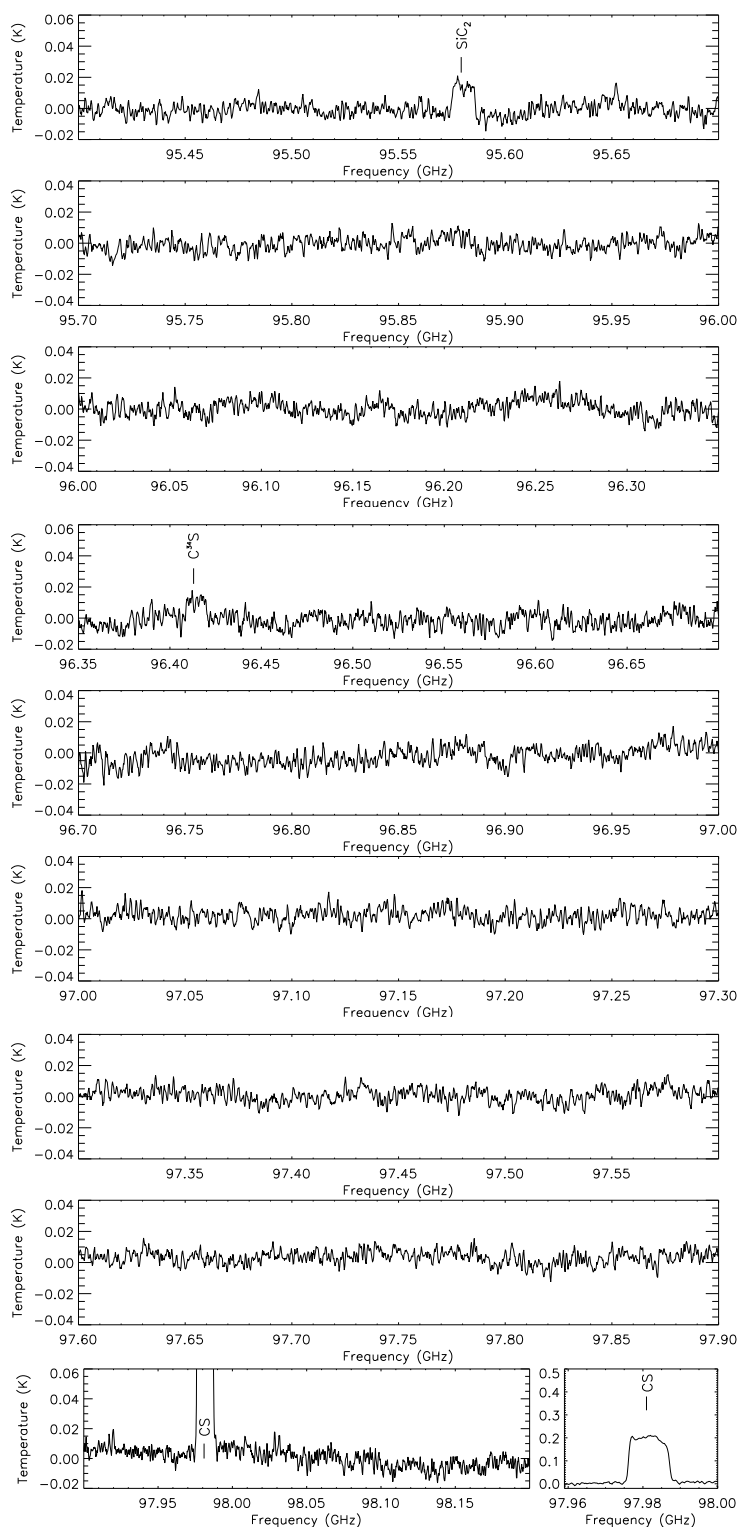 0.06
SiC₂
0.04
0.02
0.00
−0.02
Temperature (K)
95.45 95.50 95.55 95.60 95.65
Frequency (GHz)
0.04
0.02
0.00
−0.02
−0.04
Temperature (K)
95.70 95.75 95.80 95.85 95.90 95.95 96.00
Frequency (GHz)
0.04
0.02
0.00
−0.02
−0.04
Temperature (K)
96.00 96.05 96.10 96.15 96.20 96.25 96.30
Frequency (GHz)
0.06
C³⁴S
0.04
0.02
0.00
−0.02
Temperature (K)
96.35 96.40 96.45 96.50 96.55 96.60 96.65
Frequency (GHz)
0.04
0.02
0.00
−0.02
−0.04
Temperature (K)
96.70 96.75 96.80 96.85 96.90 96.95 97.00
Frequency (GHz)
0.04
0.02
0.00
−0.02
−0.04
Temperature (K)
97.00 97.05 97.10 97.15 97.20 97.25 97.30
Frequency (GHz)
0.04
0.02
0.00
−0.02
−0.04
Temperature (K)
97.35 97.40 97.45 97.50 97.55
Frequency (GHz)
0.04
0.02
0.00
−0.02
−0.04
Temperature (K)
97.60 97.65 97.70 97.75 97.80 97.85 97.90
Frequency (GHz)
0.06
0.04
0.02
0.00
−0.02
Temperature (K)
CS
97.95 98.00 98.05 98.10 98.15
Frequency (GHz)
0.5
0.4
0.3
0.2
0.1
0.0
CS
97.96 97.98 98.00
Frequency (GHz)